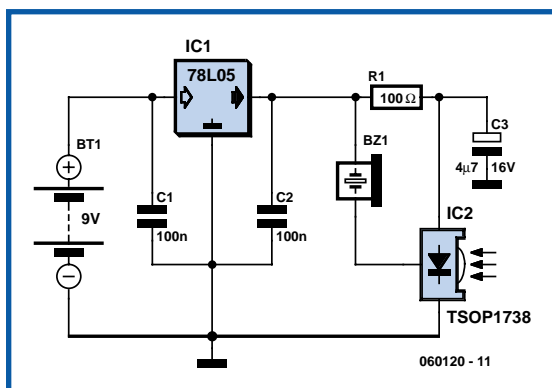 IC1
78L05
R1
100Ω
BT1
9V
C1
100n
C2
100n
BZ1
C3
4µ7 16V
IC2
TSOP1738
060120 - 11